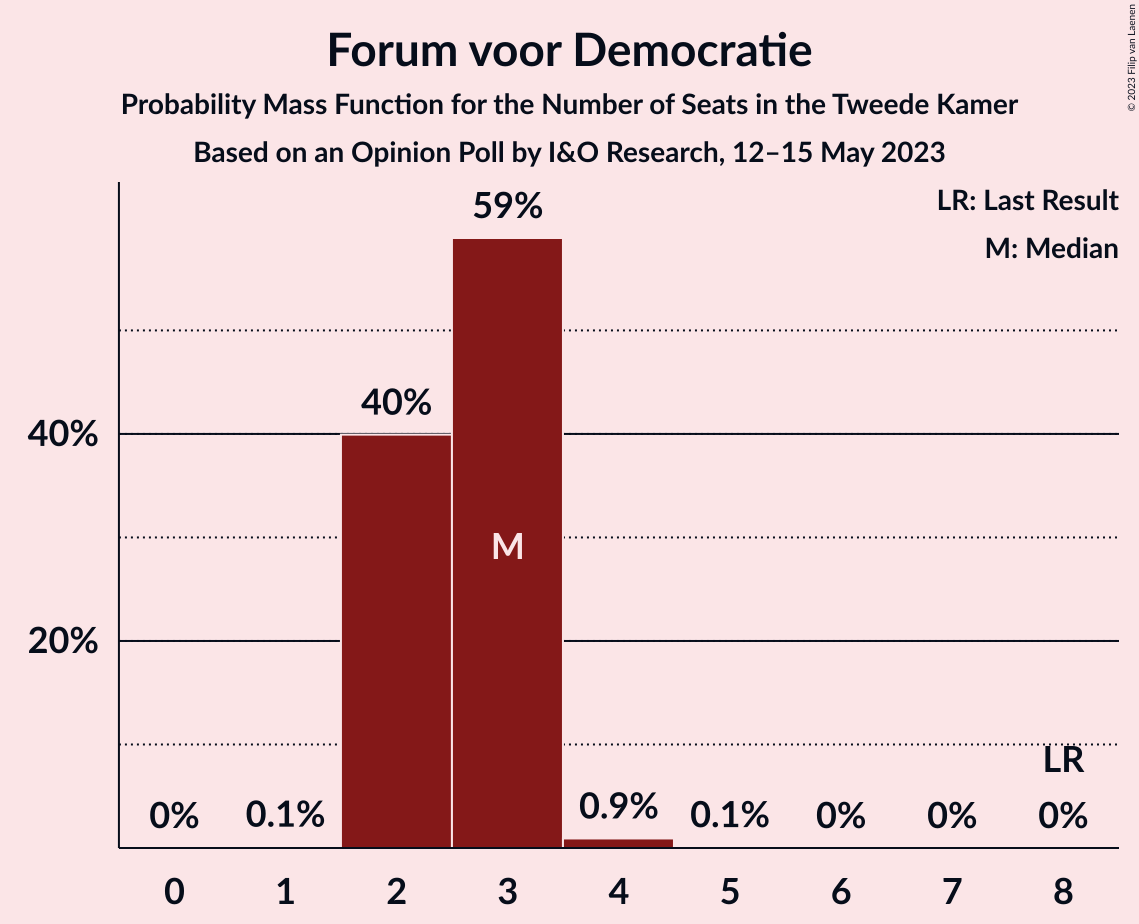 Forum voor Democratie
Probability Mass Function for the Number of Seats in the Tweede Kamer
Based on an Opinion Poll by I&O Research, 12–15 May 2023
© 2023 Filip van Laenen
LR: Last Result
M: Median
59%
40%
40%
M
20%
LR
0% 0.1% 0.9% 0.1% 0% 0% 0%
0 1 2 3 4 5 6 7 8